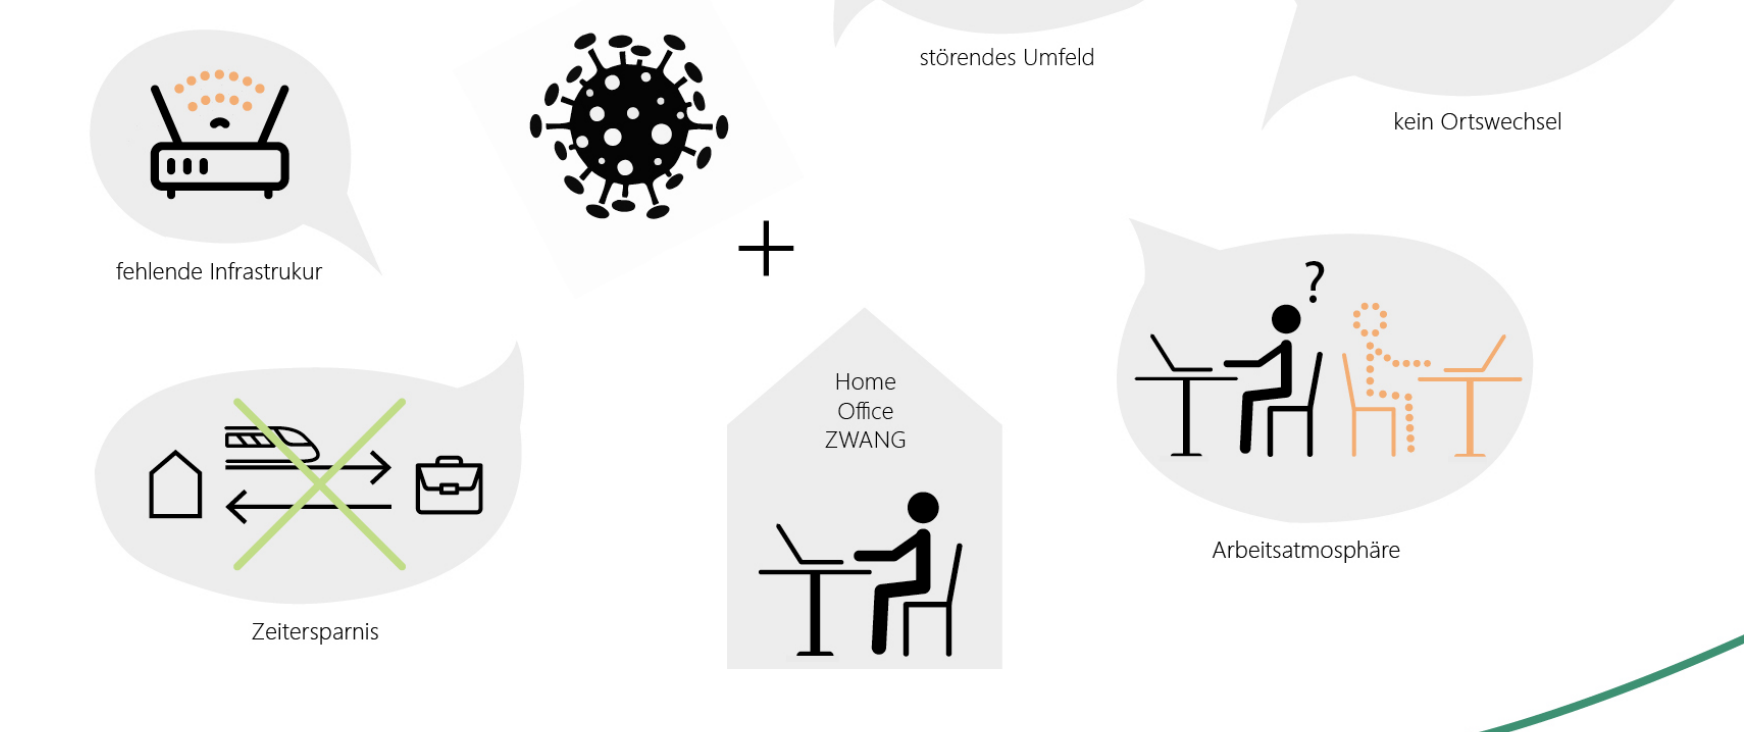 störendes Umfeld
kein Ortswechsel
fehlende Infrastrukur
?
Home
Office
ZWANG
Arbeitsatmosphäre
Zeitersparnis